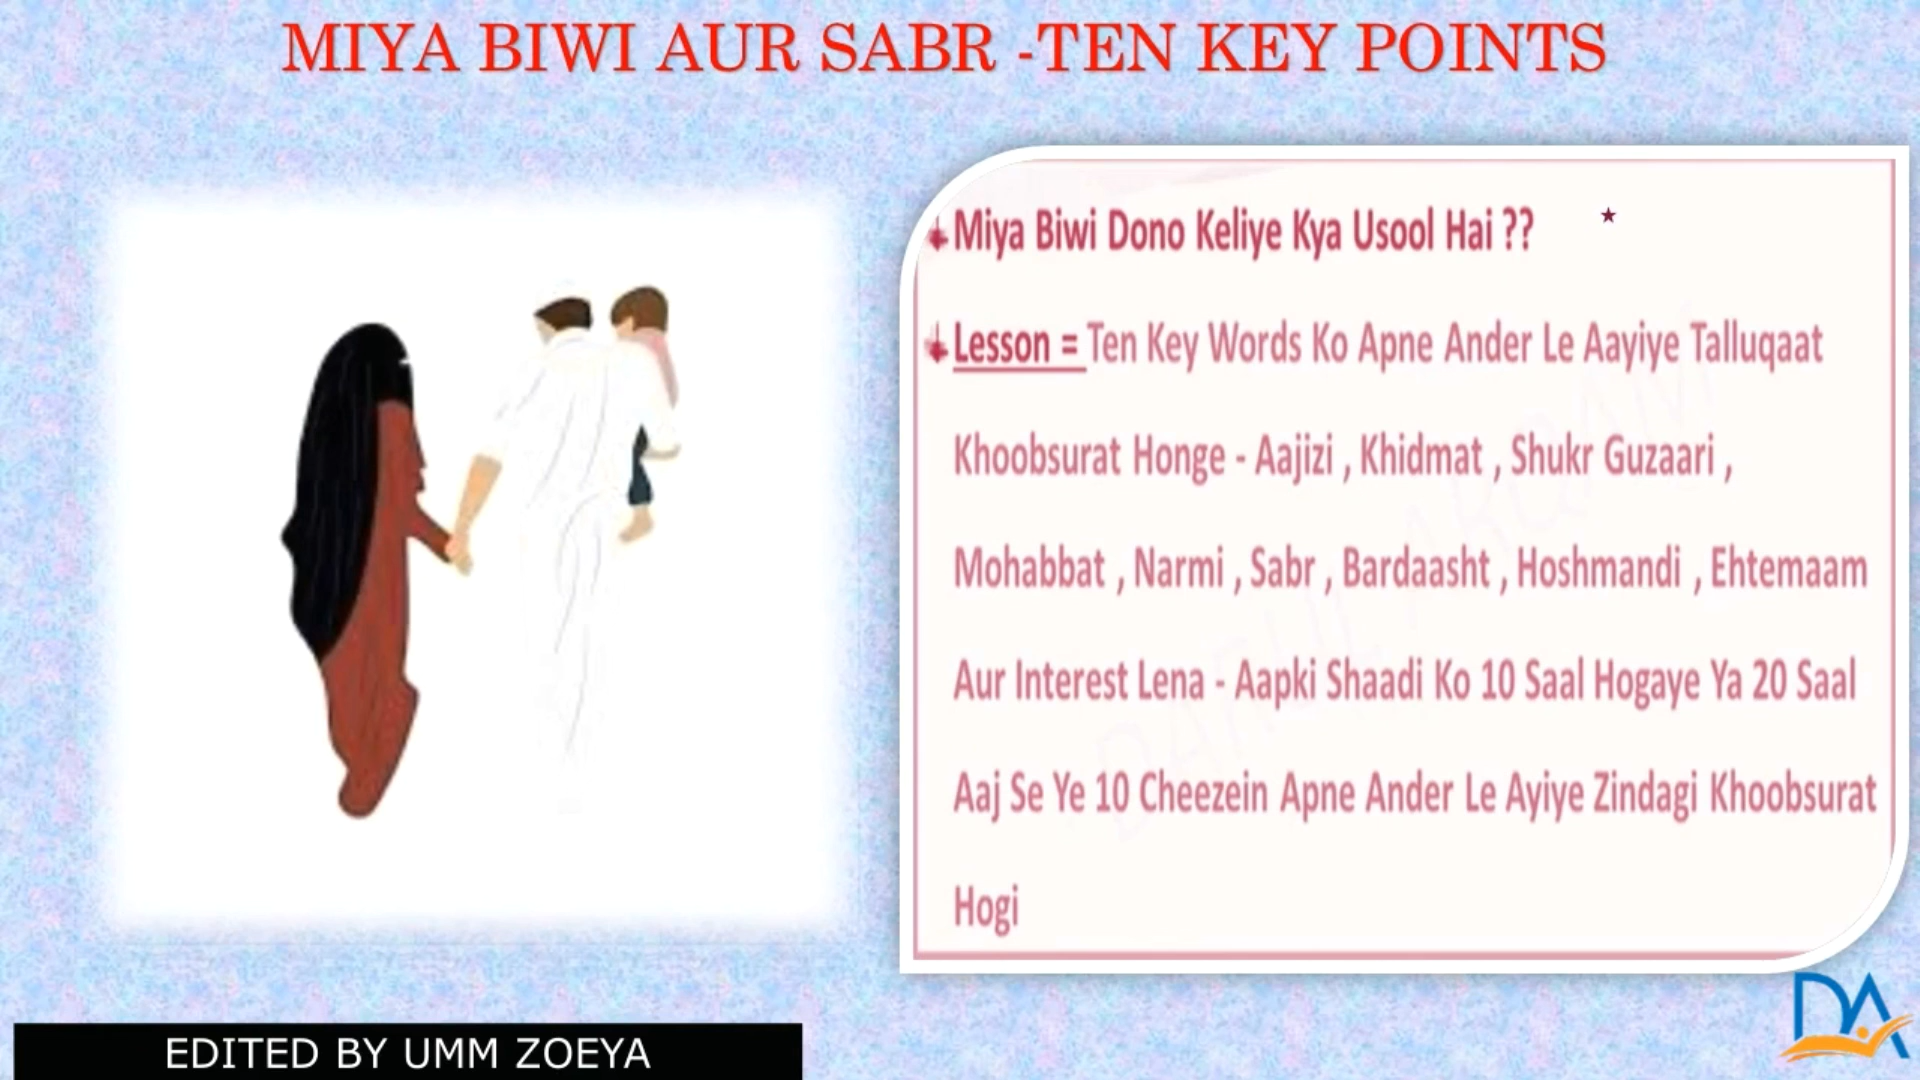 MIYA BIWI AUR SABR -TEN KEY POINTS
Miya Biwi Dono Keliye Kya Usool Hai ??
Lesson = Ten Key Words Ko Apne Ander Le Aayiye Talluqaat
Khoobsurat Honge - Aajizi , Khidmat , Shukr Guzaari ,
Mohabbat , Narmi , Sabr , Bardaasht , Hoshmandi , Ehtemaam
Aur Interest Lena - Aapki Shaadi Ko 10 Saal Hogaye Ya 20 Saal
Aaj Se Ye 10 Cheezein Apne Ander Le Ayiye Zindagi Khoobsurat
Hogi
DARUL ARQAM
EDITED BY UMM ZOEYA
DA